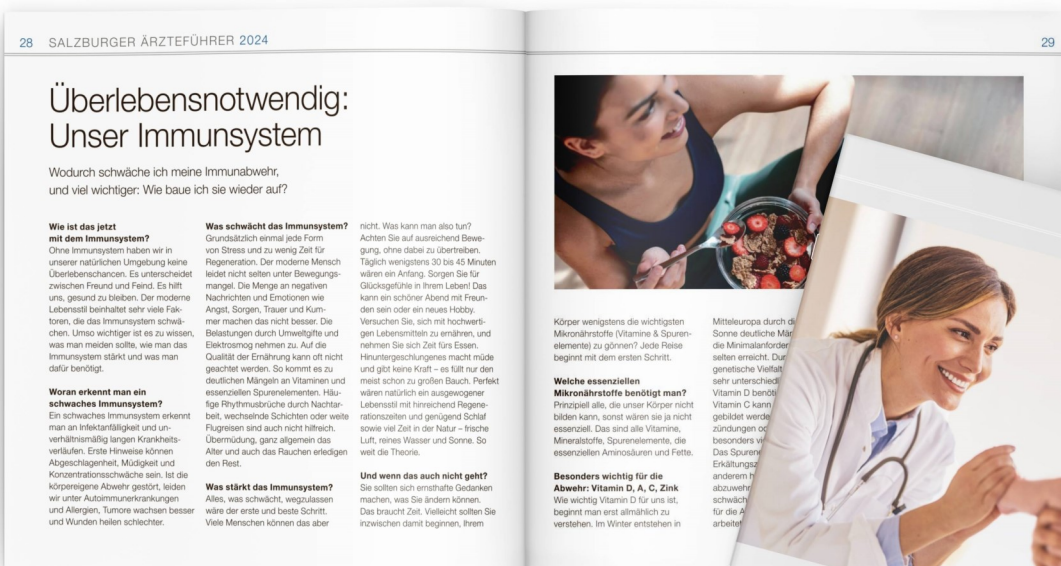 28 SALZBURGER ÄRZTEFÜHRER 2024
Überlebensnotwendig:
Unser Immunsystem
Wodurch schwäche ich meine Immunabwehr,
und viel wichtiger: Wie baue ich sie wieder auf?
Wie ist das jetzt
mit dem Immunsystem?
Ohne Immunsystem haben wir in
unserer natürlichen Umgebung keine
Überlebenschancen. Es unterscheidet
zwischen Freund und Feind. Es hilft
uns, gesund zu bleiben. Der moderne
Lebensstil beinhaltet sehr viele Fak-
toren, die das Immunsystem schwä-
chen. Umso wichtiger ist es zu wissen,
was man meiden sollte, wie man das
Immunsystem stärkt und was man
dafür benötigt.
Woran erkennt man ein
schwaches Immunsystem?
Ein schwaches Immunsystem erkennt
man an Infektanfälligkeit und un-
verhältnismäßig langen Krankheits-
verläufen. Erste Hinweise können
Abgeschlagenheit, Müdigkeit und
Konzentrationsschwäche sein. Ist die
körpereigene Abwehr gestört, leiden
wir unter Autoimmunerkrankungen
und Allergien, Tumore wachsen besser
und Wunden heilen schlechter.
Was schwächt das Immunsystem?
Grundsätzlich einmal jede Form
von Stress und zu wenig Zeit für
Regeneration. Der moderne Mensch
leidet nicht selten unter Bewegungs-
mangel. Die Menge an negativen
Nachrichten und Emotionen wie
Angst, Sorgen, Trauer und Kum-
mer machen das nicht besser. Die
Belastungen durch Umweltgifte und
Elektrosmog nehmen zu. Auf die
Qualität der Ernährung kann oft nicht
geachtet werden. So kommt es zu
deutlichen Mängeln an Vitaminen und
essenziellen Spurenelementen. Häu-
fige Rhythmusbrüche durch Nachtar-
beit, wechselnde Schichten oder weite
Flugreisen sind auch nicht hilfreich.
Übermüdung, ganz allgemein das
Alter und auch das Rauchen erledigen
den Rest.
Was stärkt das Immunsystem?
Alles, was schwächt, wegzulassen
wäre der erste und beste Schritt.
Viele Menschen können das aber
nicht. Was kann man also tun?
Achten Sie auf ausreichend Bewe-
gung, ohne dabei zu übertreiben.
Täglich wenigstens 30 bis 45 Minuten
wären ein Anfang. Sorgen Sie für
Glücksgefühle in Ihrem Leben! Das
kann ein schöner Abend mit Freun-
den sein oder ein neues Hobby.
Versuchen Sie, sich mit hochwerti-
gen Lebensmitteln zu ernähren, und
nehmen Sie sich Zeit fürs Essen.
Hinuntergeschlungenes macht müde
und gibt keine Kraft – es füllt nur den
meist schon zu großen Bauch. Perfekt
wären natürlich ein ausgewogener
Lebensstil mit hinreichend Regene-
rationszeiten und genügend Schlaf
sowie viel Zeit in der Natur – frische
Luft, reines Wasser und Sonne. So
weit die Theorie.
Und wenn das auch nicht geht?
Sie sollten sich ernsthafte Gedanken
machen, was Sie ändern können.
Das braucht Zeit. Vielleicht sollten Sie
inzwischen damit beginnen, Ihrem
29
Körper wenigstens die wichtigsten
Mikronährstoffe (Vitamine & Spuren-
elemente) zu gönnen? Jede Reise
beginnt mit dem ersten Schritt.
Welche essenziellen
Mikronährstoffe benötigt man?
Prinzipiell alle, die unser Körper nicht
bilden kann, sonst wären sie ja nicht
essenziell. Das sind alle Vitamine,
Mineralstoffe, Spurenelemente, die
essenziellen Aminosäuren und Fette.
Besonders wichtig für die
Abwehr: Vitamin D, A, C, Zink
Wie wichtig Vitamin D für uns ist,
beginnt man erst allmählich zu
verstehen. Im Winter entstehen in
Mitteleuropa durch di
Sonne deutliche Män
die Minimalanforder
selten erreicht. Dur
genetische Vielfalt
sehr unterschiedl
Vitamin D benöti
Vitamin C kann
gebildet werde
zündungen oc
besonders vi
Das Spurene
Erkältungsz
anderem h
abzuwehr
schwäch
für die A
arbeitet